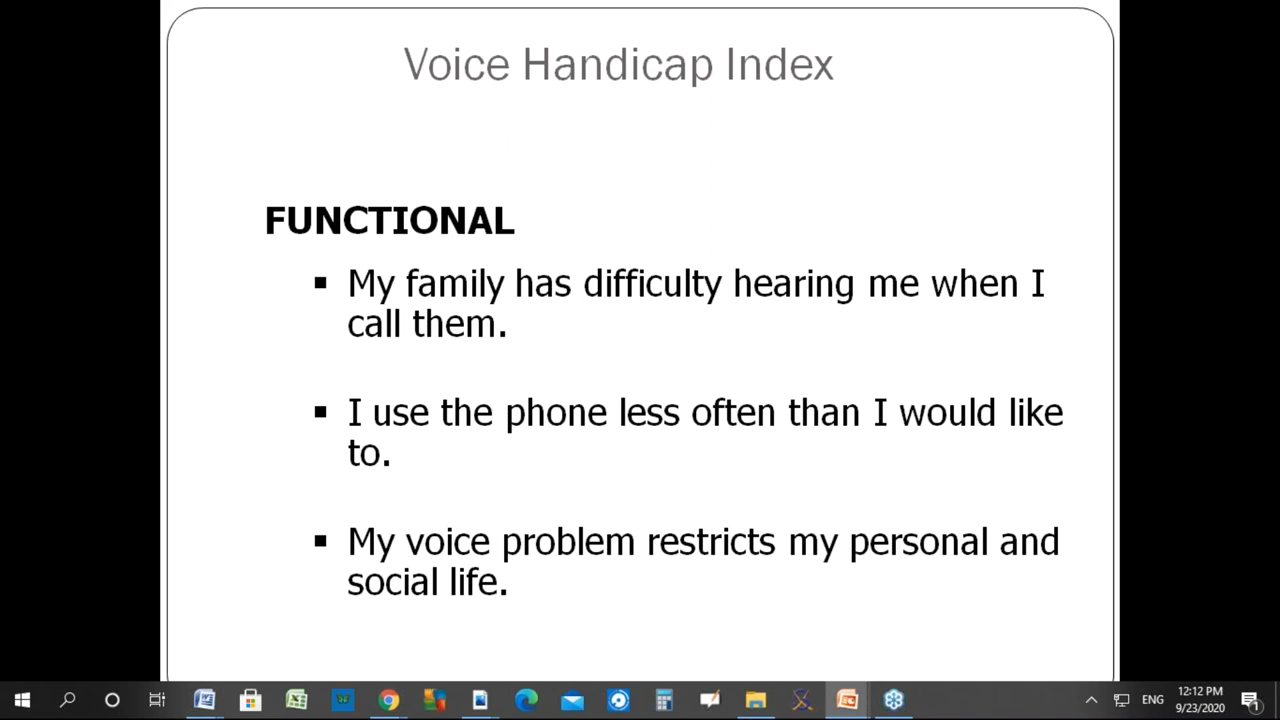 Voice Handicap Index
FUNCTIONAL
▪ My family has difficulty hearing me when I
call them.
▪ I use the phone less often than I would like
to.
▪ My voice problem restricts my personal and
social life.
12:12 PM
ENG
9/23/2020
1